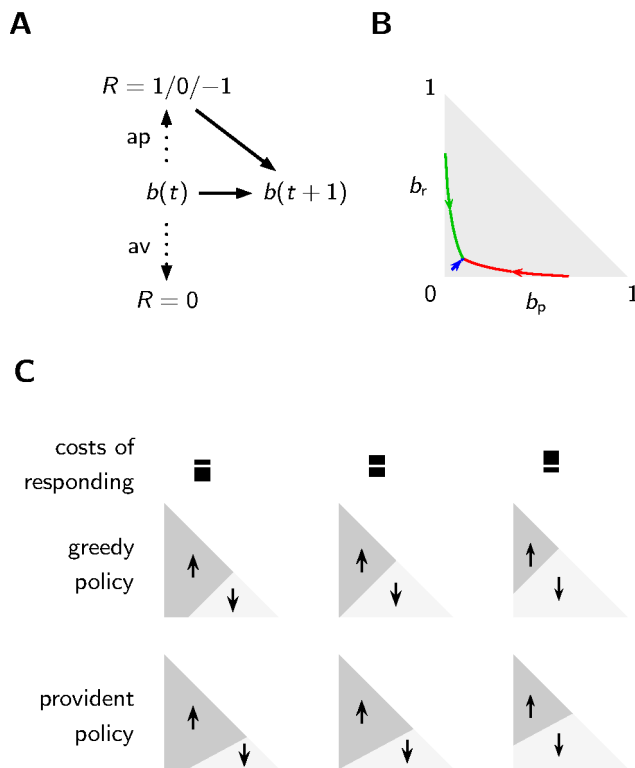 A
R = 1/0/−1
ap
b(t)
b(t + 1)
av
R = 0
B
1
b_r
0
b_p
1
C
costs of
responding
greedy
policy
provident
policy